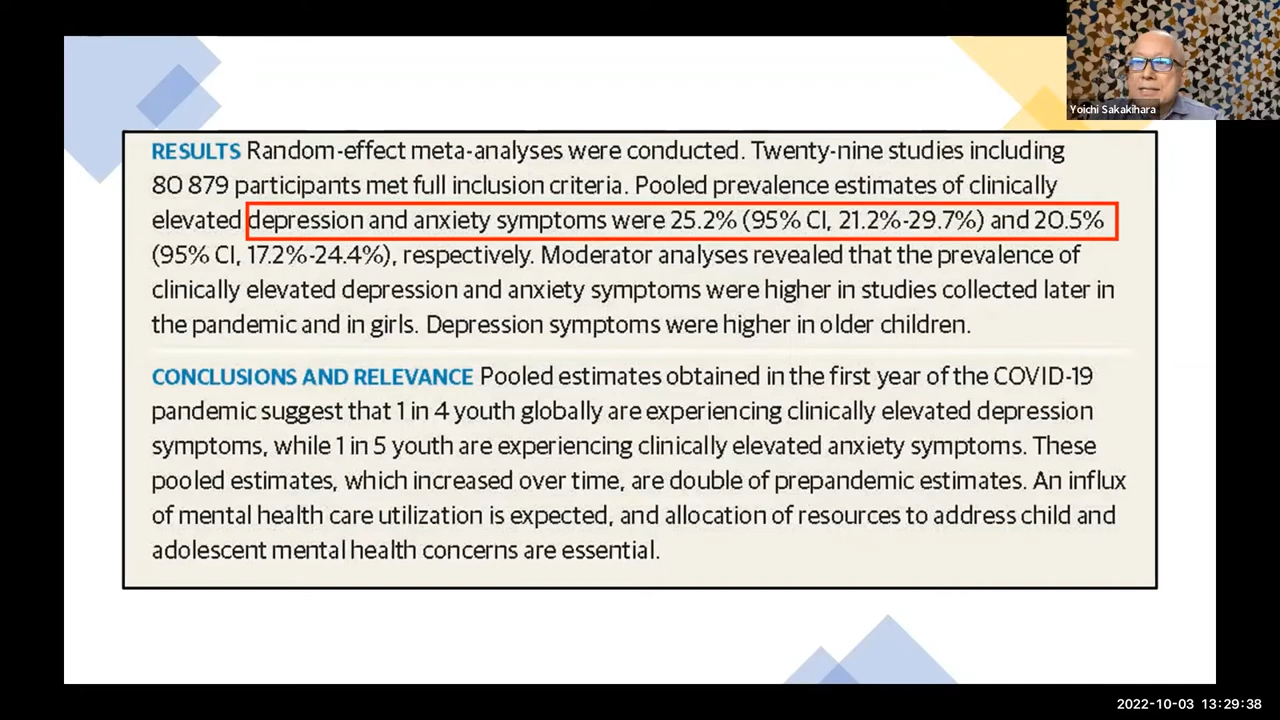 Yoichi Sakakihara
RESULTS Random-effect meta-analyses were conducted. Twenty-nine studies including
80 879 participants met full inclusion criteria. Pooled prevalence estimates of clinically
elevated depression and anxiety symptoms were 25.2% (95% CI, 21.2%-29.7%) and 20.5%
(95% CI, 17.2%-24.4%), respectively. Moderator analyses revealed that the prevalence of
clinically elevated depression and anxiety symptoms were higher in studies collected later in
the pandemic and in girls. Depression symptoms were higher in older children.
CONCLUSIONS AND RELEVANCE Pooled estimates obtained in the first year of the COVID-19
pandemic suggest that 1 in 4 youth globally are experiencing clinically elevated depression
symptoms, while 1 in 5 youth are experiencing clinically elevated anxiety symptoms. These
pooled estimates, which increased over time, are double of prepandemic estimates. An influx
of mental health care utilization is expected, and allocation of resources to address child and
adolescent mental health concerns are essential.
2022-10-03 13:29:38